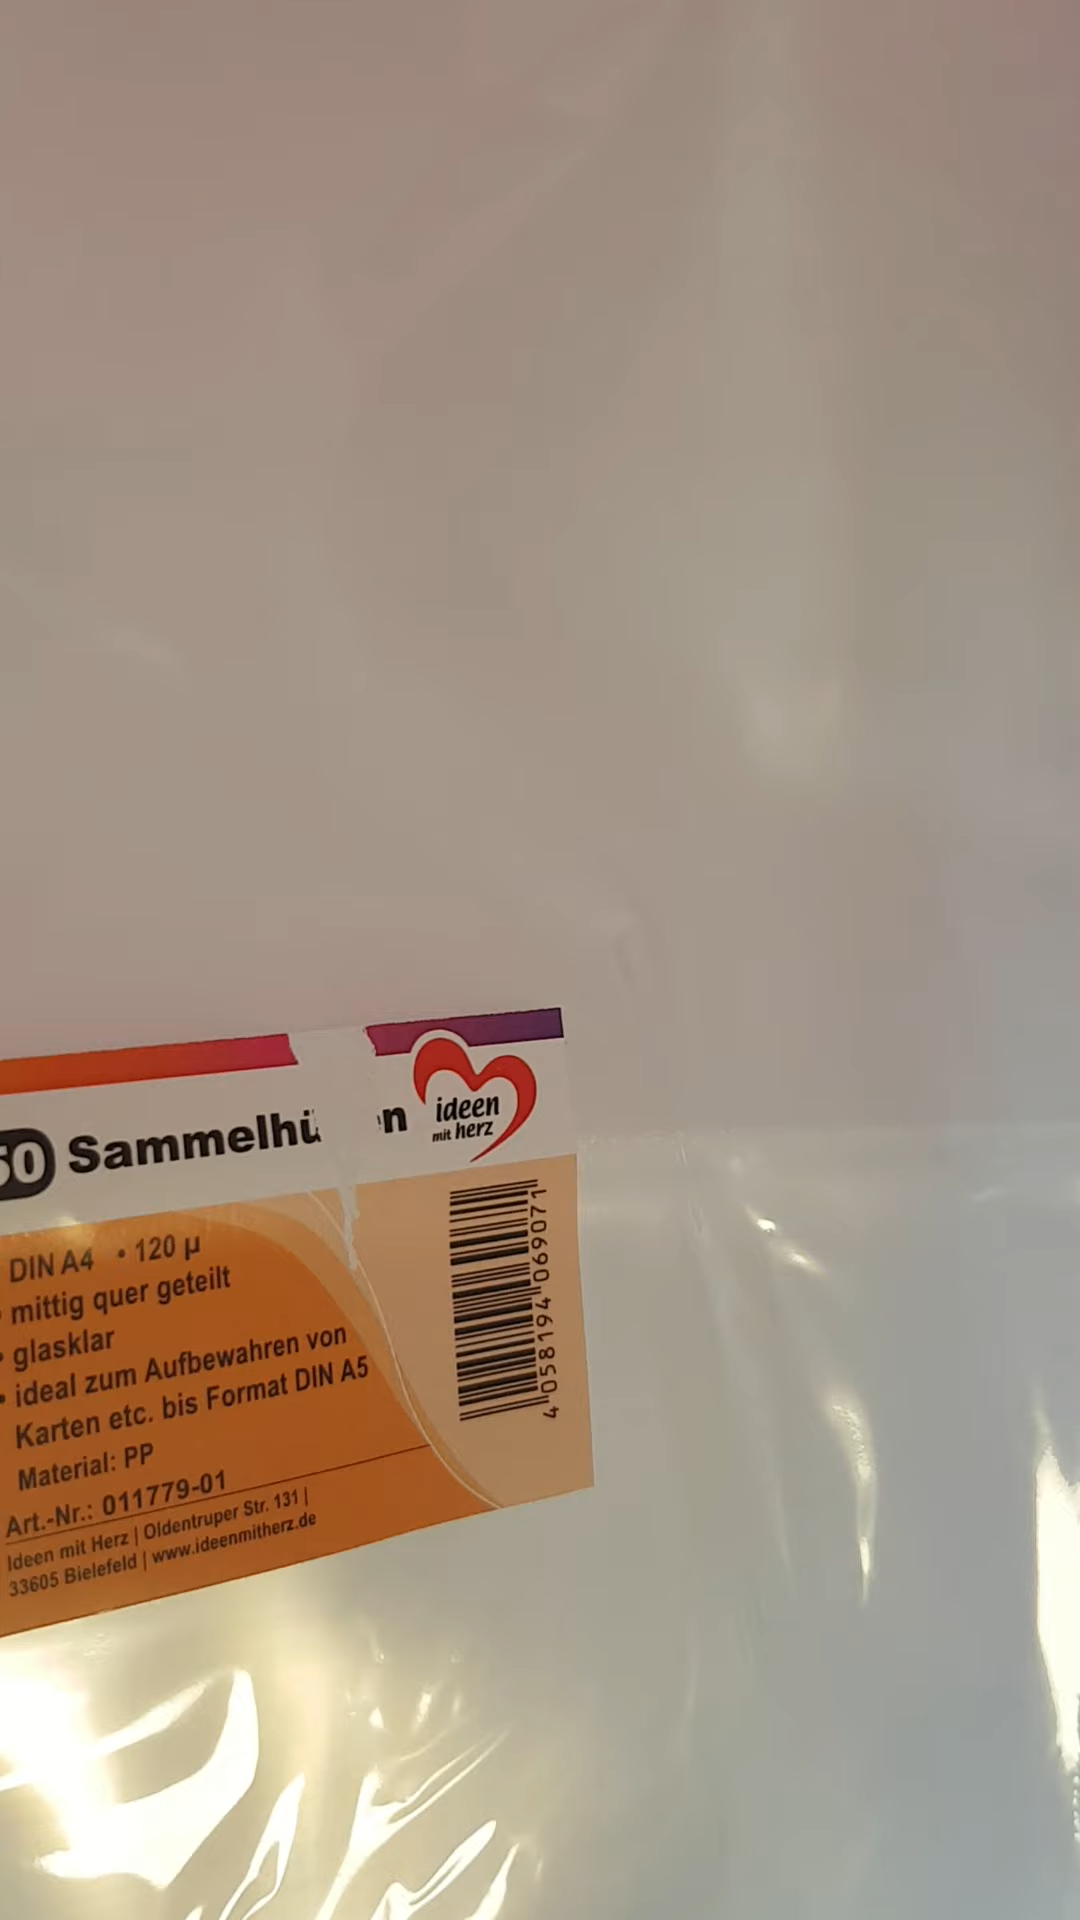 50 Sammelhü n
ideen
mit herz
DIN A4 • 120 µ
• mittig quer geteilt
• glasklar
• ideal zum Aufbewahren von
Karten etc. bis Format DIN A5
Material: PP
Art.-Nr.: 011779-01
Ideen mit Herz | Oldentruper Str. 131 |
33605 Bielefeld | www.ideenmitherz.de
4 058194 069071